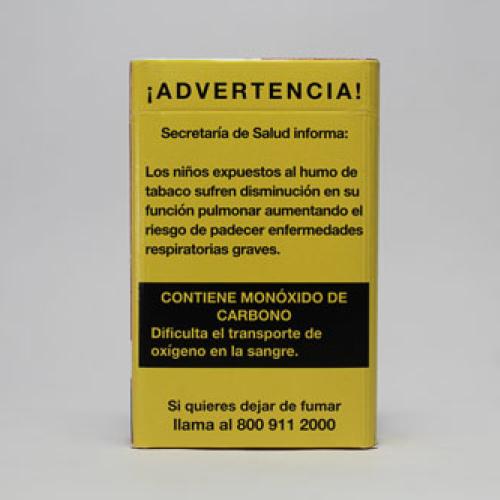 ¡ADVERTENCIA!
Secretaría de Salud informa:
Los niños expuestos al humo de
tabaco sufren disminución en su
función pulmonar aumentando el
riesgo de padecer enfermedades
respiratorias graves.
CONTIENE MONÓXIDO DE
CARBONO
Dificulta el transporte de
oxígeno en la sangre.
Si quieres dejar de fumar
llama al 800 911 2000